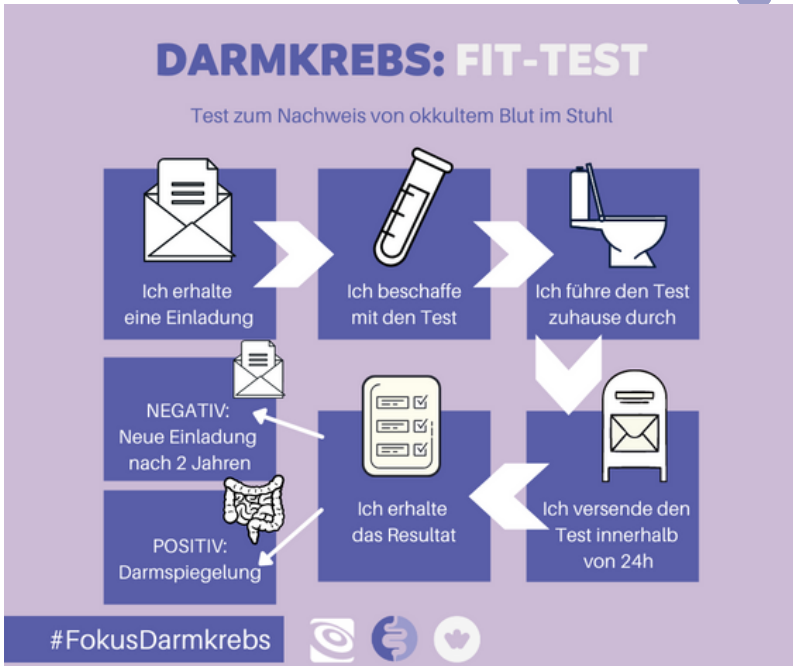 DARMKREBS: FIT-TEST
Test zum Nachweis von okkultem Blut im Stuhl
Ich erhalte
eine Einladung
Ich beschaffe
mit den Test
Ich führe den Test
zuhause durch
Ich versende den
Test innerhalb
von 24h
Ich erhalte
das Resultat
NEGATIV:
Neue Einladung
nach 2 Jahren
POSITIV:
Darmspiegelung
#FokusDarmkrebs